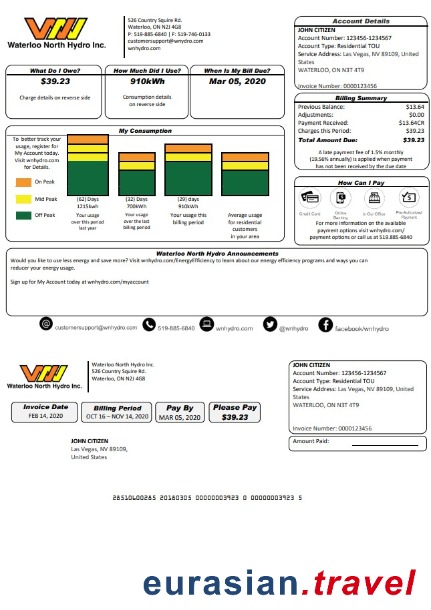 Waterloo North Hydro Inc.
526 Country Squire Rd.
Waterloo, ON N2J 4G8
P: 519-885-6840 | F: 519-746-0133
customersupport@wnhydro.com
wnhydro.com
Account Details
JOHN CITIZEN
Account Number: 123456-1234567
Account Type: Residential TOU
Service Address: Las Vegas, NV 89109, United
States
WATERLOO, ON N3T 4T9
Invoice Number: 0000123456
What Do I Owe?
$39.23
Charge details on reverse side
How Much Did I Use?
910kWh
Consumption details
on reverse side
When Is My Bill Due?
Mar 05, 2020
Billing Summary
Previous Balance: $13.64
Adjustments: $0.00
Payment Received: $13.64CR
Charges this Period: $39.23
Total Amount Due: $39.23
A late payment fee of 1.5% monthly
(19.56% annually) is applied when payment
has not been received by the due date
My Consumption
To better track your
usage, register for
My Account today.
Visit wnhydro.com
for Details.
On Peak
Mid Peak
Off Peak
(62) Days
1215kwh
Your usage
over this period
last year
(32) Days
700kWh
Your usage
over the last
billing period
(29) days
910kWh
Your usage this
billing period
Average usage
for residential
customers
in your area
How Can I Pay
Credit Card
Online
Banking
In Our Office
Pre-Authorized
Payment
For more information on the available
payment options visit wnhydro.com/
payment options or call us at 519.885-6840
Waterloo North Hydro Announcements
Would you like to use less energy and save more? Visit wnhydro.com/EnergyEfficiency to learn about our energy efficiency programs and ways you can
reduce your energy usage.
Sign up for My Account today at wnhydro.com/myaccount
customersupport@wnhydro.com
519-885-6840
wnhydro.com
@wnhydro
facebook/wnhydro
Waterloo North Hydro Inc.
Waterloo North Hydro Inc.
526 Country Squire Rd.
Waterloo, ON N2J 4G8
JOHN CITIZEN
Account Number: 123456-1234567
Account Type: Residential TOU
Service Address: Las Vegas, NV 89109, United
States
WATERLOO, ON N3T 4T9
Invoice Number: 0000123456
Invoice Date
FEB 14, 2020
Billing Period
OCT 16 – NOV 14, 2020
Pay By
MAR 05, 2020
Please Pay
$39.23
Amount Paid:
JOHN CITIZEN
Las Vegas, NV 89109,
United States
eurasian.travel